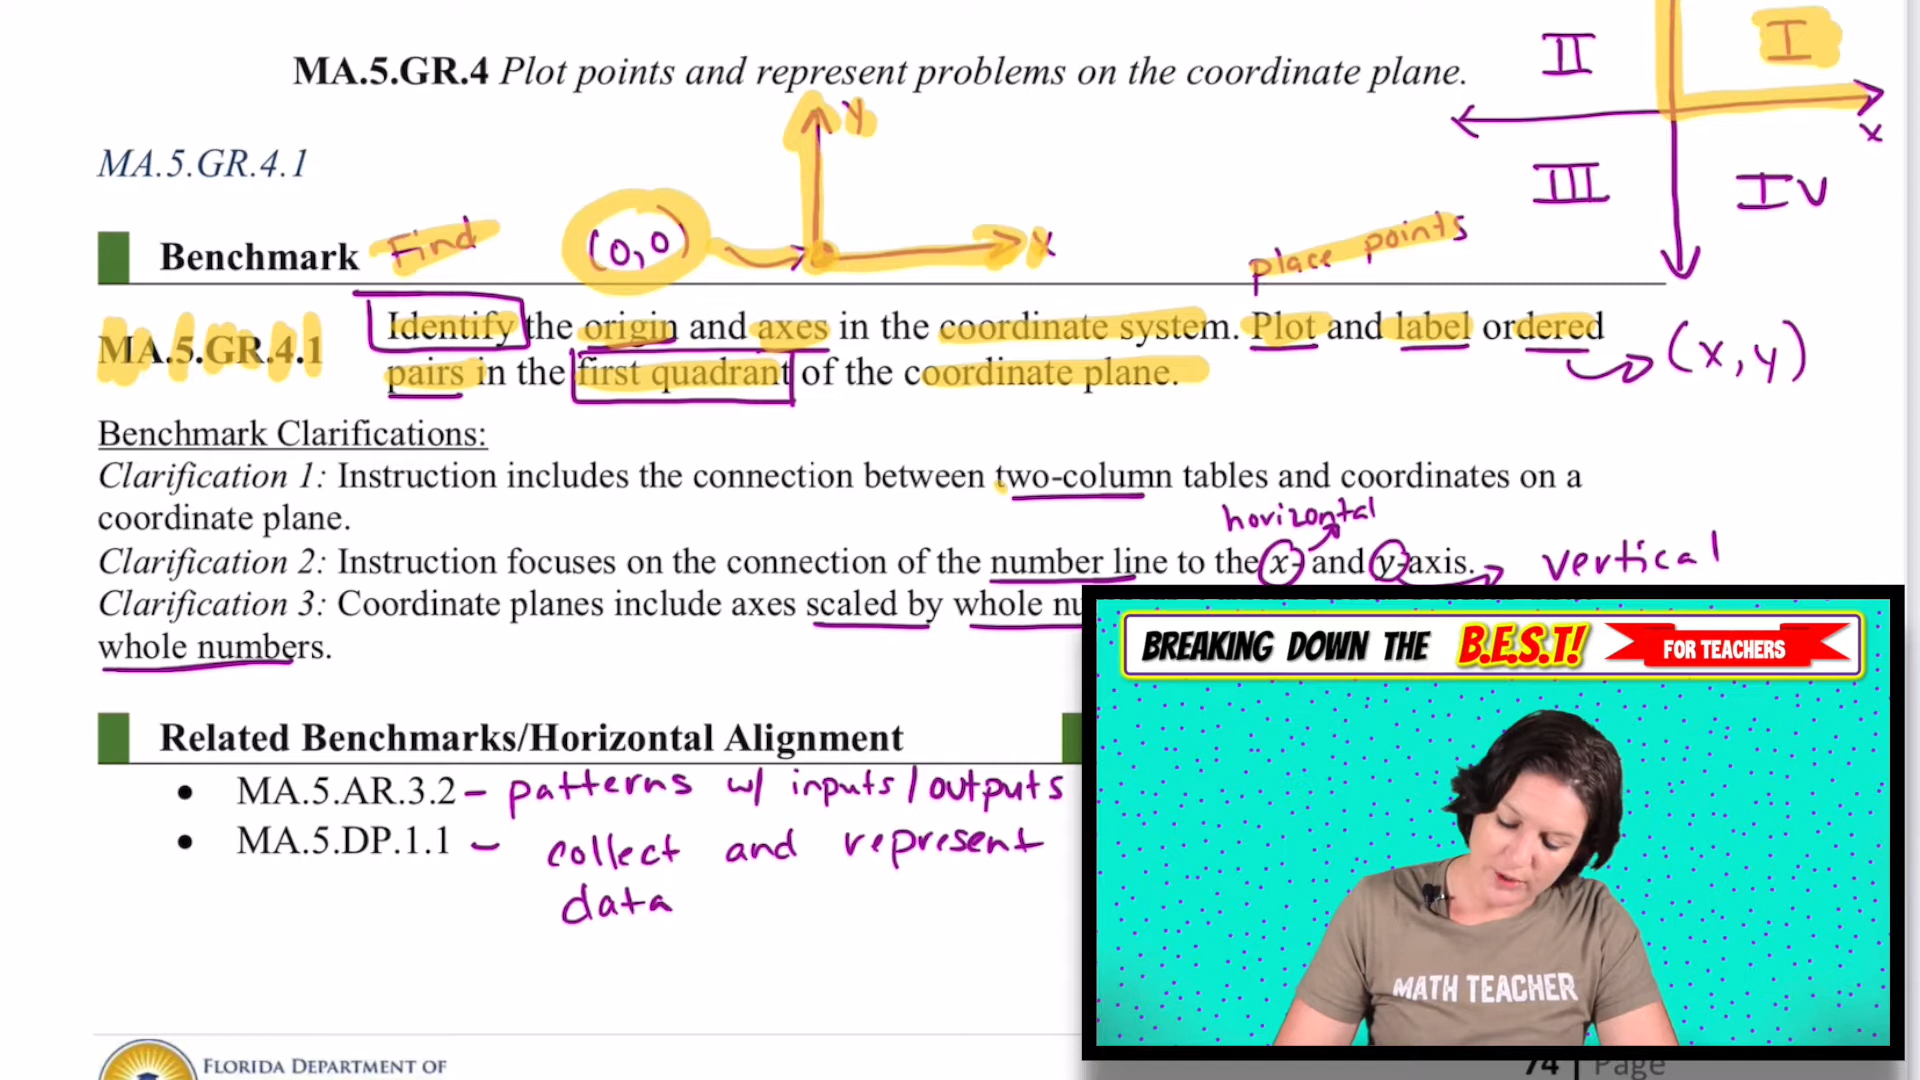 II
I
MA.5.GR.4 Plot points and represent problems on the coordinate plane.
Y
X
MA.5.GR.4.1
III
IV
Benchmark
Find
(0,0)
X
place points
MA.5.GR.4.1 Identify the origin and axes in the coordinate system. Plot and label ordered
pairs in the first quadrant of the coordinate plane.
(x,y)
Benchmark Clarifications:
Clarification 1: Instruction includes the connection between two-column tables and coordinates on a
coordinate plane.
horizontal
Clarification 2: Instruction focuses on the connection of the number line to the x- and y-axis.
vertical
Clarification 3: Coordinate planes include axes scaled by whole
whole numbers.
BREAKING DOWN THE B.E.S.T! FOR TEACHERS
Related Benchmarks/Horizontal Alignment
MA.5.AR.3.2 – patterns w/ inputs/outputs
MA.5.DP.1.1 – collect and represent
data
MATH TEACHER
FLORIDA DEPARTMENT OF
74 | Page